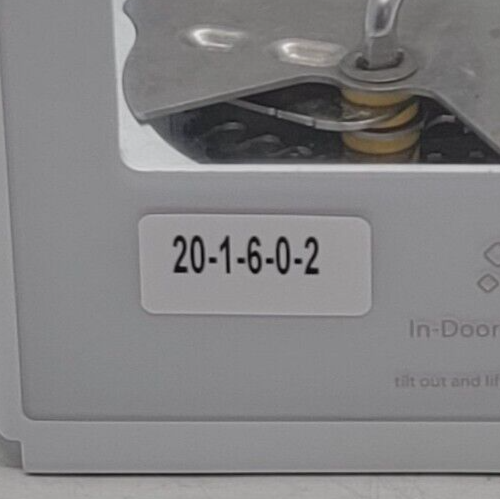 20-1-6-0-2
In-Door
tilt out and lif